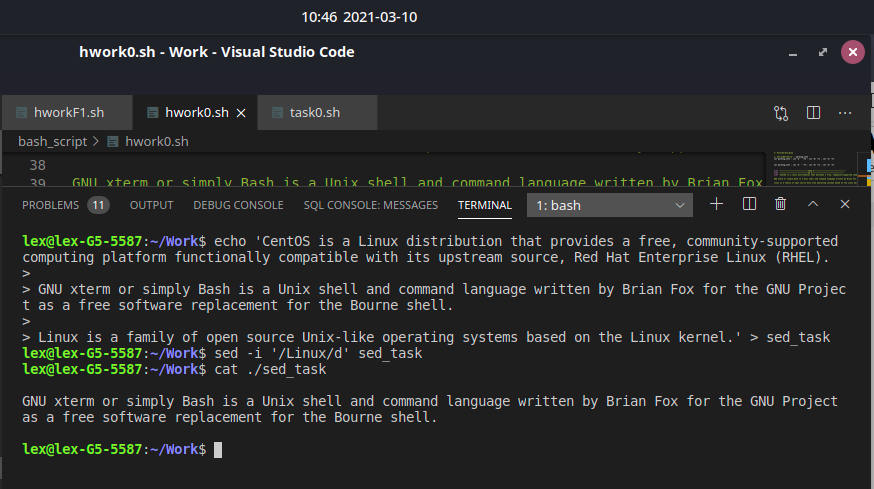 10:46 2021-03-10
hwork0.sh - Work - Visual Studio Code
hworkF1.sh hwork0.sh task0.sh
bash_script > hwork0.sh
38
39 GNU xterm or simply Bash is a Unix shell and command language written by Brian Fox
PROBLEMS 11 OUTPUT DEBUG CONSOLE SQL CONSOLE: MESSAGES TERMINAL 1: bash
lex@lex-G5-5587:~/Work$ echo 'CentOS is a Linux distribution that provides a free, community-supported
computing platform functionally compatible with its upstream source, Red Hat Enterprise Linux (RHEL).
>
> GNU xterm or simply Bash is a Unix shell and command language written by Brian Fox for the GNU Projec
t as a free software replacement for the Bourne shell.
>
> Linux is a family of open source Unix-like operating systems based on the Linux kernel.' > sed_task
lex@lex-G5-5587:~/Work$ sed -i '/Linux/d' sed_task
lex@lex-G5-5587:~/Work$ cat ./sed_task
GNU xterm or simply Bash is a Unix shell and command language written by Brian Fox for the GNU Project
as a free software replacement for the Bourne shell.
lex@lex-G5-5587:~/Work$